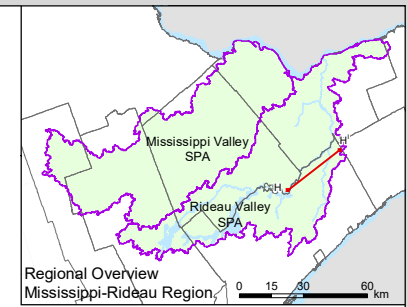 H
Mississippi Valley
SPA
H
Rideau Valley
SPA
Regional Overview
Mississippi-Rideau Region
0 15 30 60
km